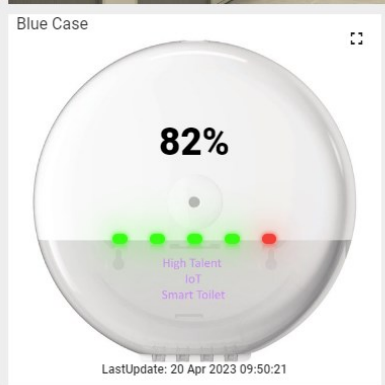 Blue Case
82%
High Talent
IoT
Smart Toilet
LastUpdate: 20 Apr 2023 09:50:21